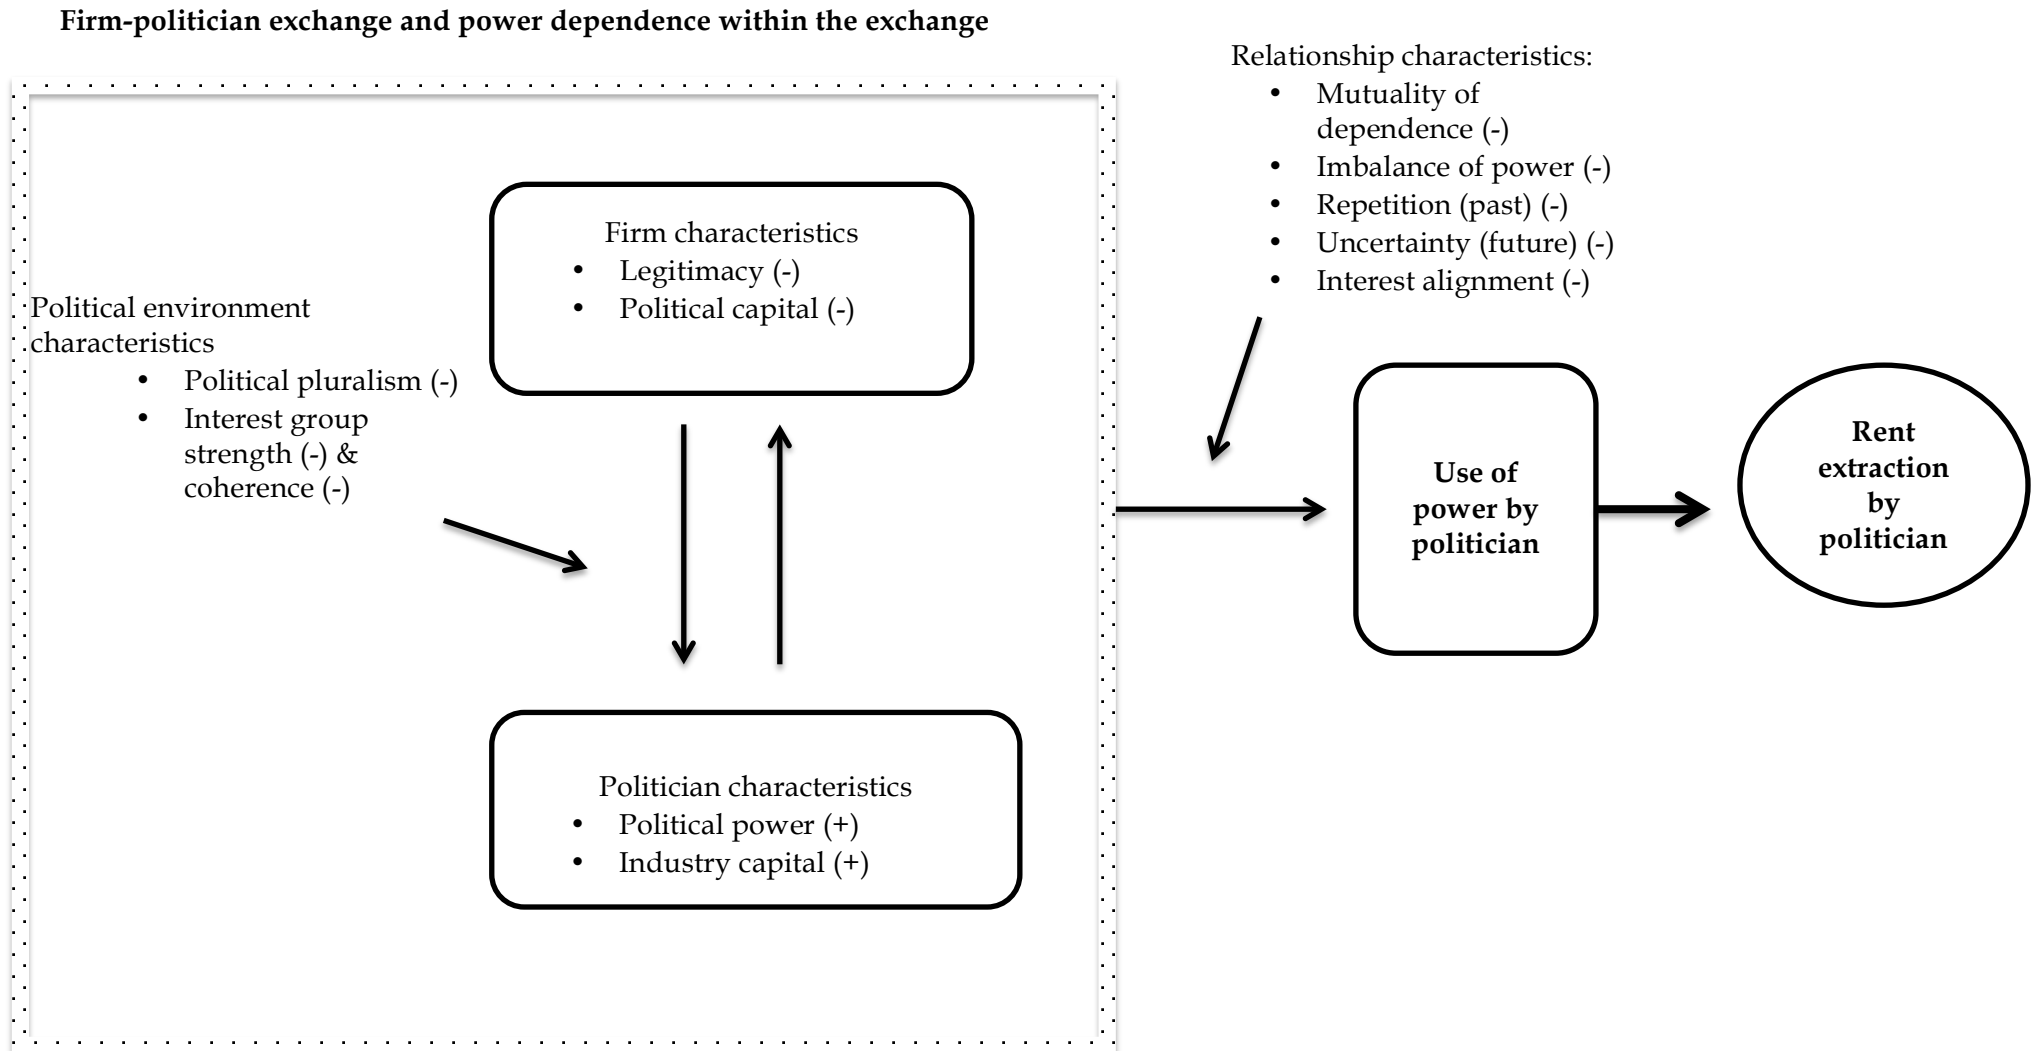 Firm-politician exchange and power dependence within the exchange
Relationship characteristics:
• Mutuality of
dependence (-)
• Imbalance of power (-)
• Repetition (past) (-)
• Uncertainty (future) (-)
• Interest alignment (-)
Firm characteristics
• Legitimacy (-)
• Political capital (-)
Political environment
characteristics
• Political pluralism (-)
• Interest group
strength (-) &
coherence (-)
Use of
power by
politician
Rent
extraction
by
politician
Politician characteristics
• Political power (+)
• Industry capital (+)